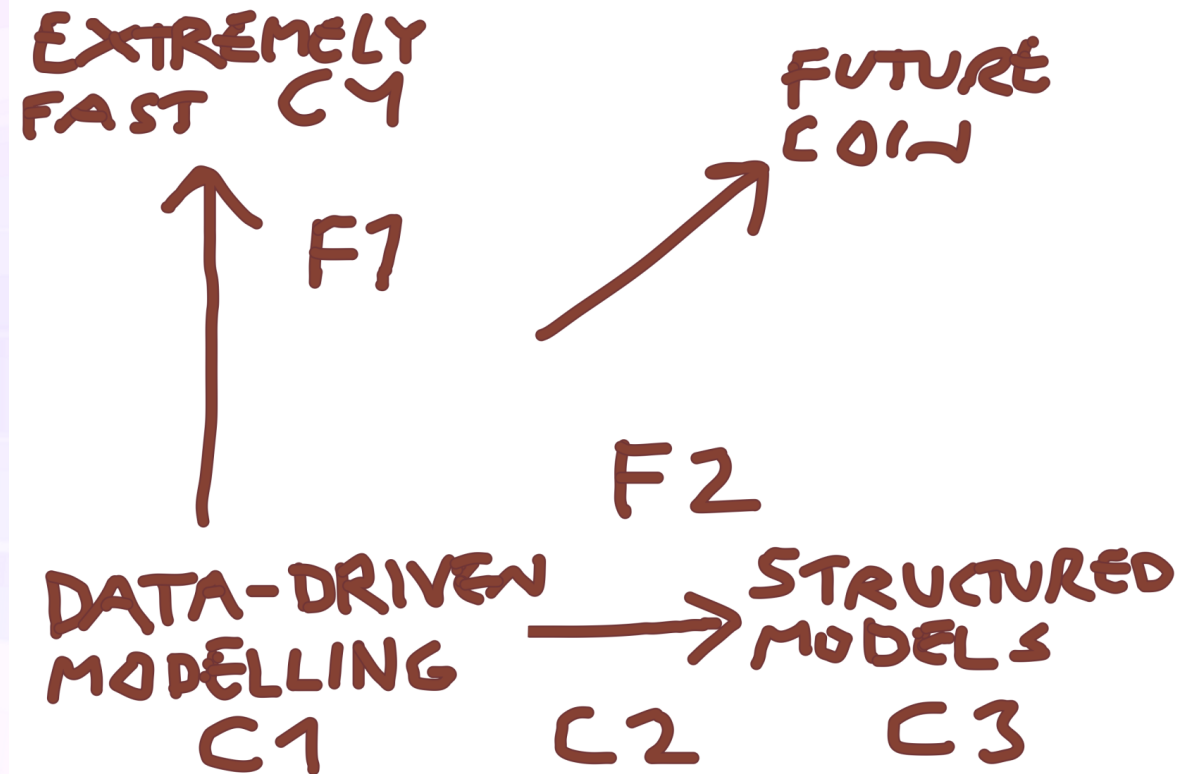 EXTREMELY
FAST C4
FUTURE
COIN
F1
F2
DATA-DRIVEN
MODELLING
STRUCTURED
MODELS
C1
C2
C3